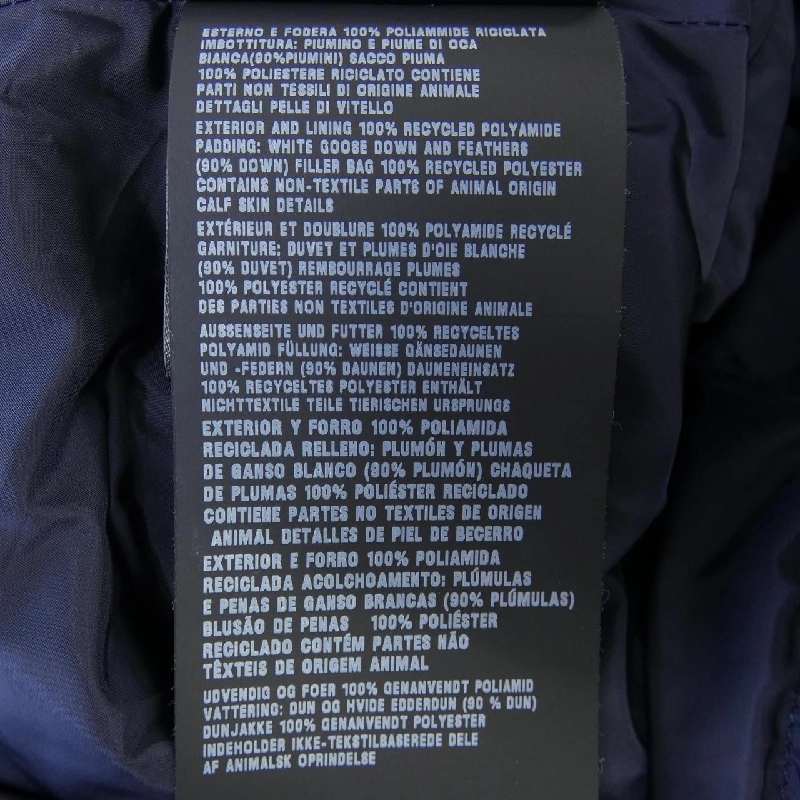 ESTERNO E FODERA 100% POLIAMMIDE RICICLATA
IMBOTTITURA: PIUMINO E PIUME DI OCA
BIANCA(90%PIUMINI) SACCO PIUMA
100% POLIESTERE RICICLATO CONTIENE
PARTI NON TESSILI DI ORIGINE ANIMALE
DETTAGLI PELLE DI VITELLO
EXTERIOR AND LINING 100% RECYCLED POLYAMIDE
PADDING: WHITE GOOSE DOWN AND FEATHERS
(90% DOWN) FILLER BAG 100% RECYCLED POLYESTER
CONTAINS NON-TEXTILE PARTS OF ANIMAL ORIGIN
CALF SKIN DETAILS
EXTÉRIEUR ET DOUBLURE 100% POLYAMIDE RECYCLÉ
GARNITURE: DUVET ET PLUMES D'OIE BLANCHE
(90% DUVET) REMBOURRAGE PLUMES
100% POLYESTER RECYCLÉ CONTIENT
DES PARTIES NON TEXTILES D'ORIGINE ANIMALE
AUSSENSEITE UND FUTTER 100% RECYCELTES
POLYAMID FÜLLUNG: WEISSE GÄNSEDAUNEN
UND -FEDERN (90% DAUNEN) DAUNENEINSATZ
100% RECYCELTES POLYESTER ENTHÄLT
NICHTTEXTILE TEILE TIERISCHEN URSPRUNGS
EXTERIOR Y FORRO 100% POLIAMIDA
RECICLADA RELLENO: PLUMÓN Y PLUMAS
DE GANSO BLANCO (90% PLUMÓN) CHAQUETA
DE PLUMAS 100% POLIÉSTER RECICLADO
CONTIENE PARTES NO TEXTILES DE ORIGEN
ANIMAL DETALLES DE PIEL DE BECERRO
EXTERIOR E FORRO 100% POLIAMIDA
RECICLADA ACOLCHOAMENTO: PLÚMULAS
E PENAS DE GANSO BRANCAS (90% PLÚMULAS)
BLUSÃO DE PENAS 100% POLIÉSTER
RECICLADO CONTÉM PARTES NÃO
TÊXTEIS DE ORIGEM ANIMAL
UDVENDIG OG FOER 100% GENANVENDT POLIAMID
VATTERING: DUN OG HVIDE EDDERDUN (90 % DUN)
DUNJAKKE 100% GENANVENDT POLYESTER
INDEHOLDER IKKE-TEKSTILBASEREDE DELE
AF ANIMALSK OPRINDELSE